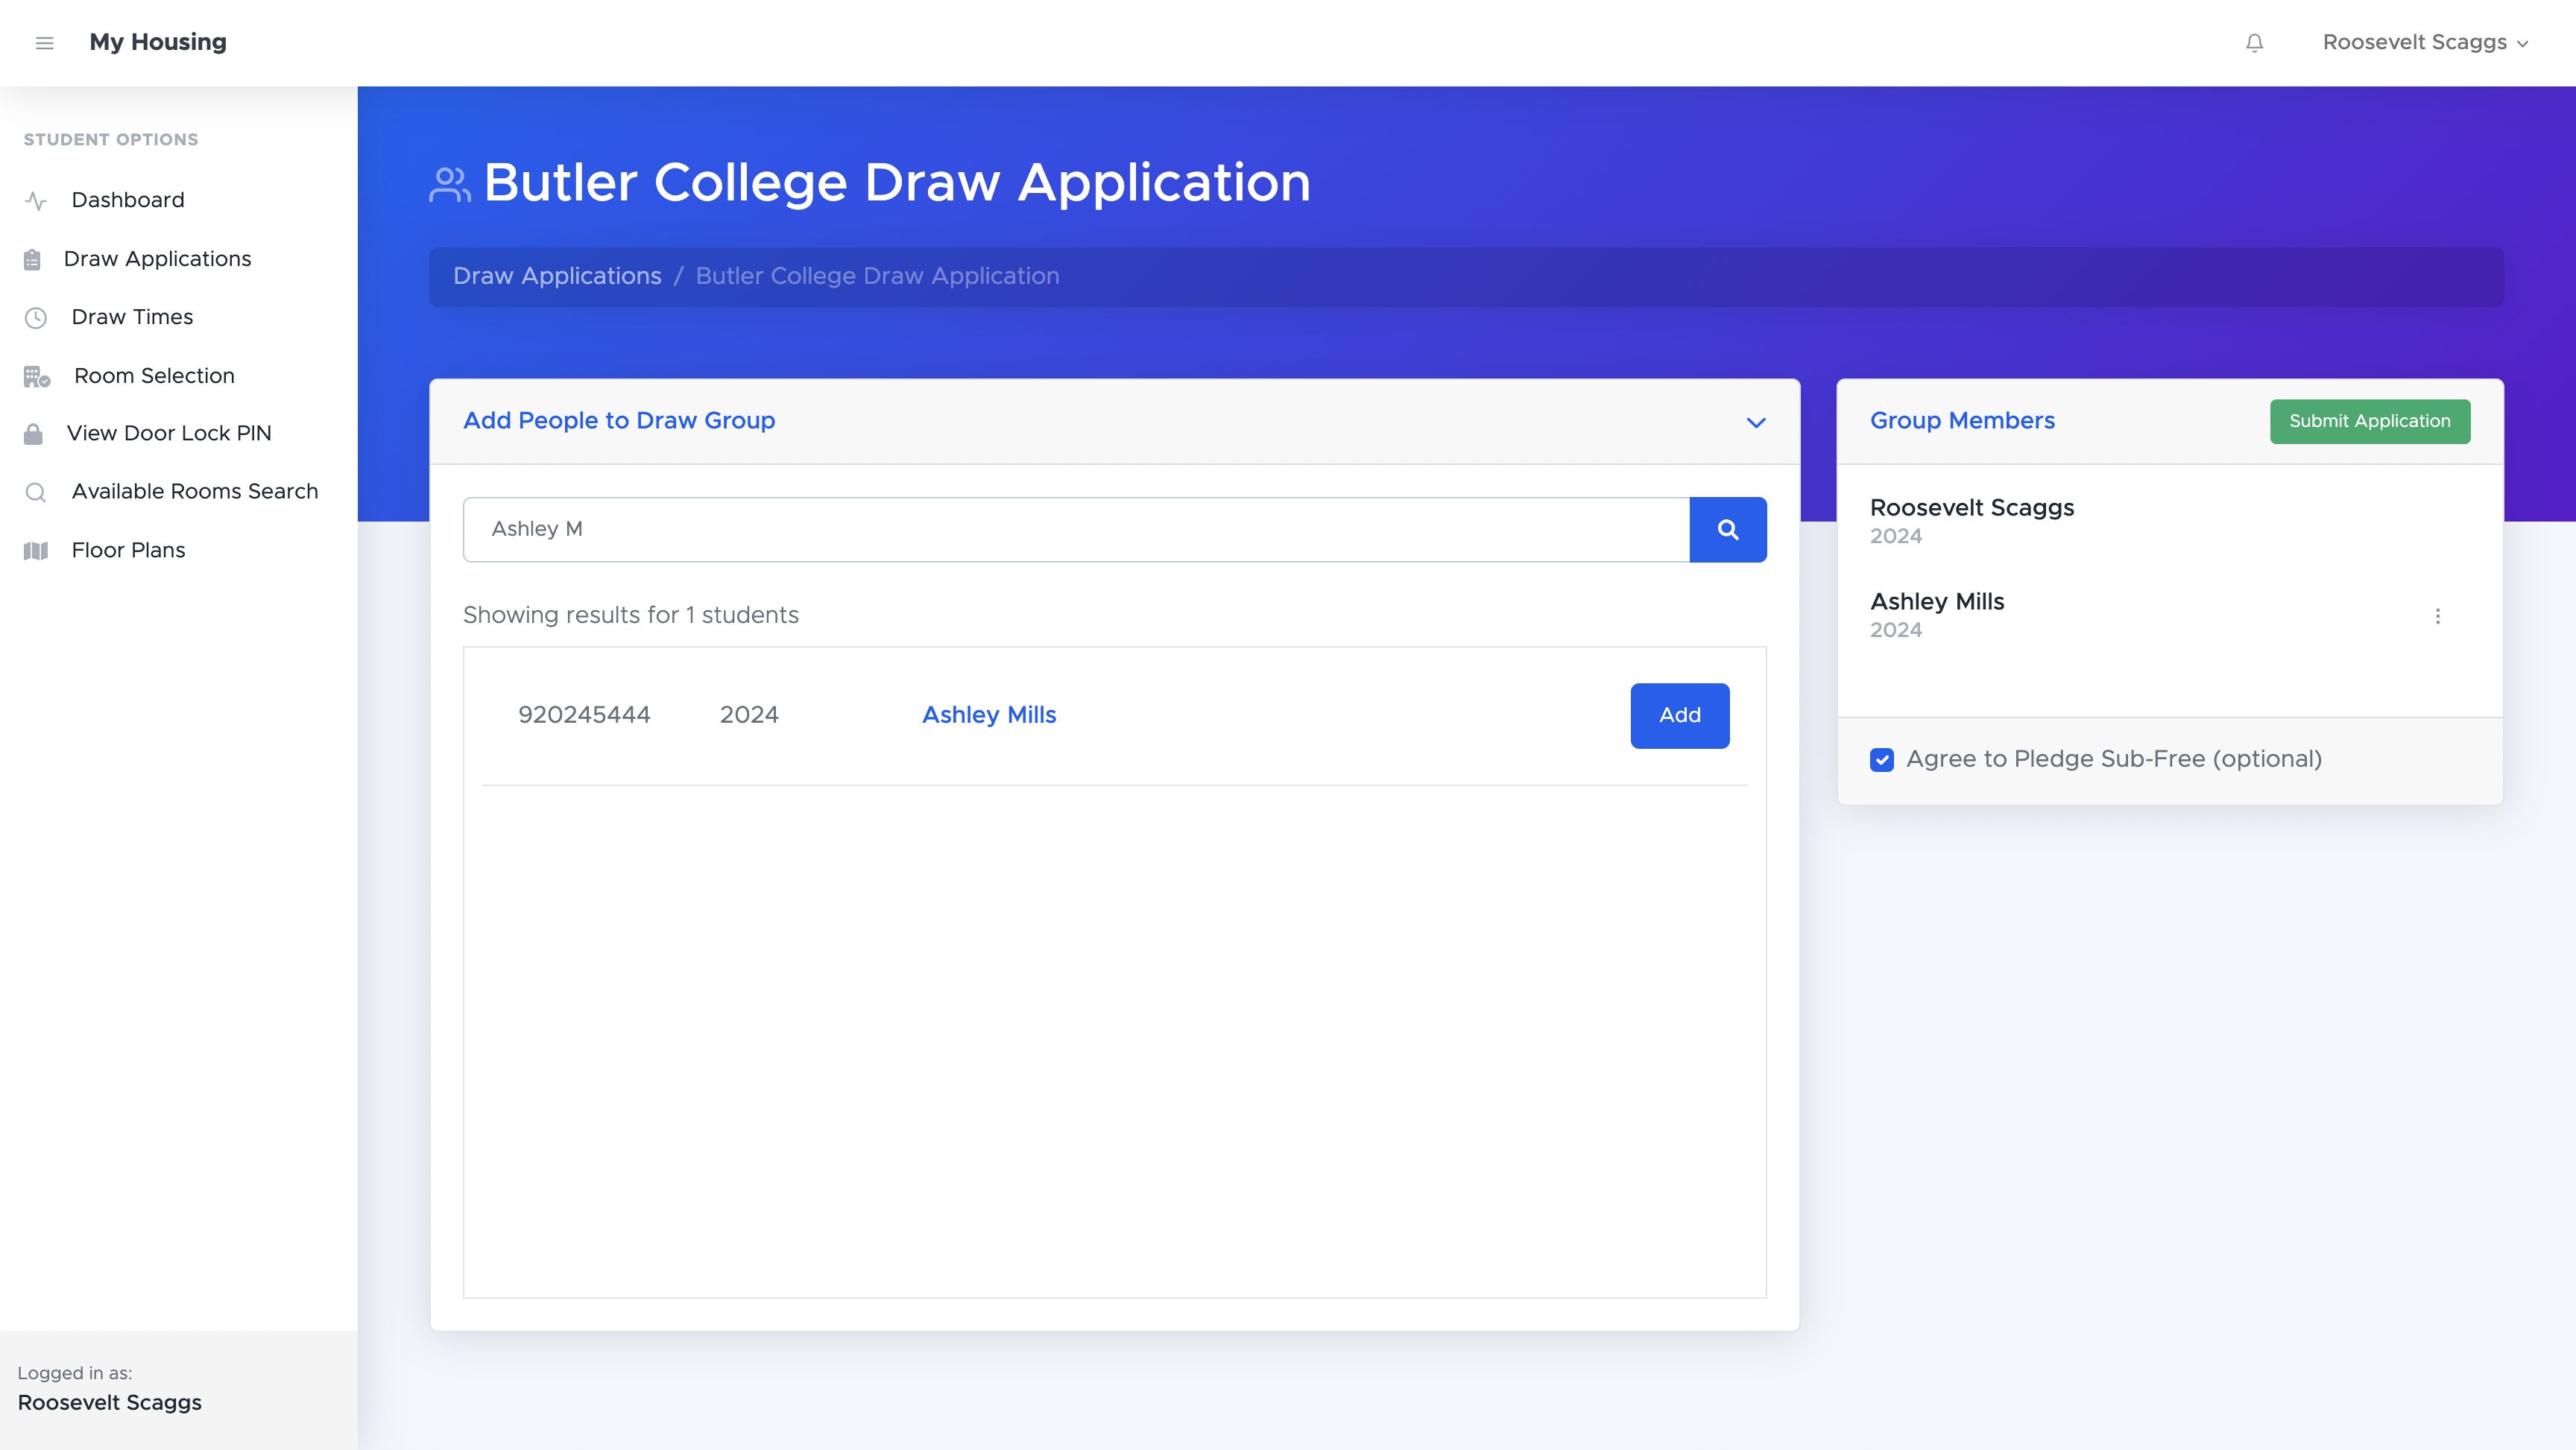 My Housing
Roosevelt Scaggs
STUDENT OPTIONS
Dashboard
Draw Applications
Draw Times
Room Selection
View Door Lock PIN
Available Rooms Search
Floor Plans
Logged in as:
Roosevelt Scaggs
Butler College Draw Application
Draw Applications / Butler College Draw Application
Add People to Draw Group
Ashley M
Showing results for 1 students
920245444 2024 Ashley Mills Add
Group Members Submit Application
Roosevelt Scaggs
2024
Ashley Mills
2024
Agree to Pledge Sub-Free (optional)